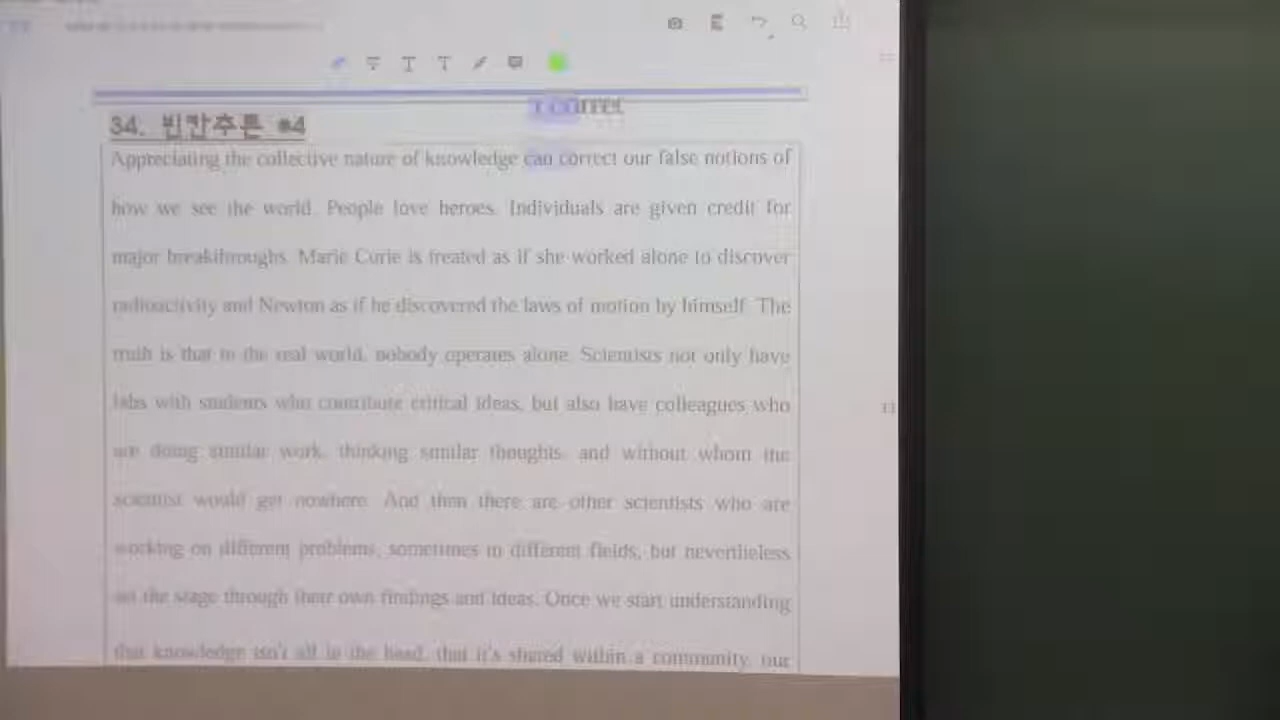 correct
34. 빈칸추론 #4
Appreciating the collective nature of knowledge can correct our false notions of
how we see the world. People love heroes. Individuals are given credit for
major breakthroughs. Marie Curie is treated as if she worked alone to discover
radioactivity and Newton as if he discovered the laws of motion by himself. The
truth is that in the real world, nobody operates alone. Scientists not only have
labs with students who contribute critical ideas, but also have colleagues who
are doing similar work, thinking similar thoughts, and without whom the
scientist would get nowhere. And then there are other scientists who are
working on different problems, sometimes in different fields, but nevertheless
set the stage through their own findings and ideas. Once we start understanding
that knowledge isn't all in the head, that it's shared within a community, our
11